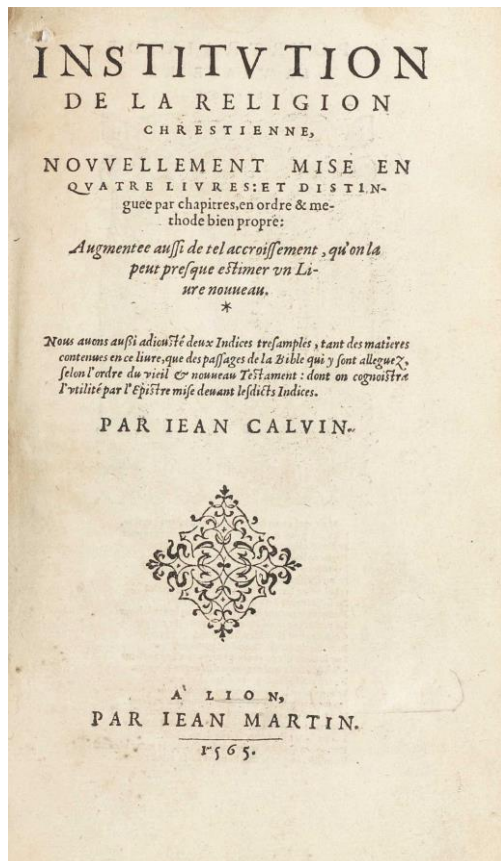 INSTITVTION
DE LA RELIGION
CHRESTIENNE,
NOVVELLEMENT MISE EN
QVATRE LIVRES: ET DISTIN-
guee par chapitres, en ordre & me-
thode bien propre:
Augmentee auſſi de tel accroiſſement, qu'on la
peut preſque eſtimer vn Li-
ure nouueau.
*
Nous auons auſſi adiouſté deux Indices treſamples, tant des matieres
contenues en ce liure, que des paſſages de la Bible qui y ſont alleguez,
ſelon l'ordre du vieil & nouueau Teſtament: dont on cognoiſtra
l'vtilité par l'Epiſtre miſe deuant leſdicts Indices.
PAR IEAN CALVIN.
A' LION,
PAR IEAN MARTIN.
1565.